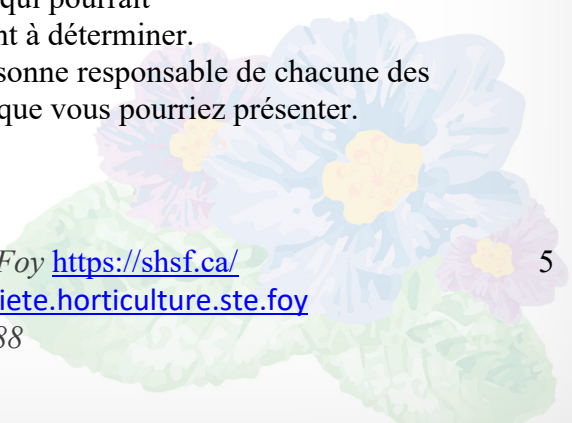 qui pourrait
nt à déterminer.
sonne responsable de chacune des
que vous pourriez présenter.
Foy https://shsf.ca/
5
iete.horticulture.ste.foy
88